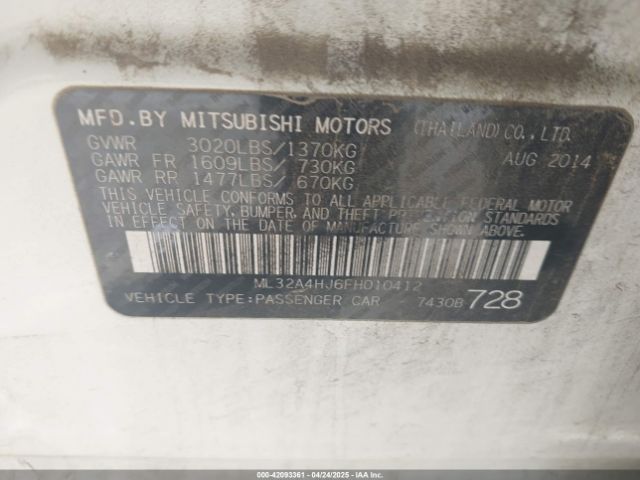 MFD.BY MITSUBISHI MOTORS (THAILAND) CO., LTD.
GVWR 3020LBS/1370KG AUG 2014
GAWR FR 1609LBS/ 730KG
GAWR RR 1477LBS/ 670KG
THIS VEHICLE CONFORMS TO ALL APPLICABLE FEDERAL MOTOR
VEHICLE SAFETY, BUMPER, AND THEFT PREVENTION STANDARDS
IN EFFECT ON THE DATE OF MANUFACTURE SHOWN ABOVE.
ML32A4HJ6FH010412
VEHICLE TYPE:PASSENGER CAR 7430B 728
000-42093361 - 04/24/2025 - IAAI.com